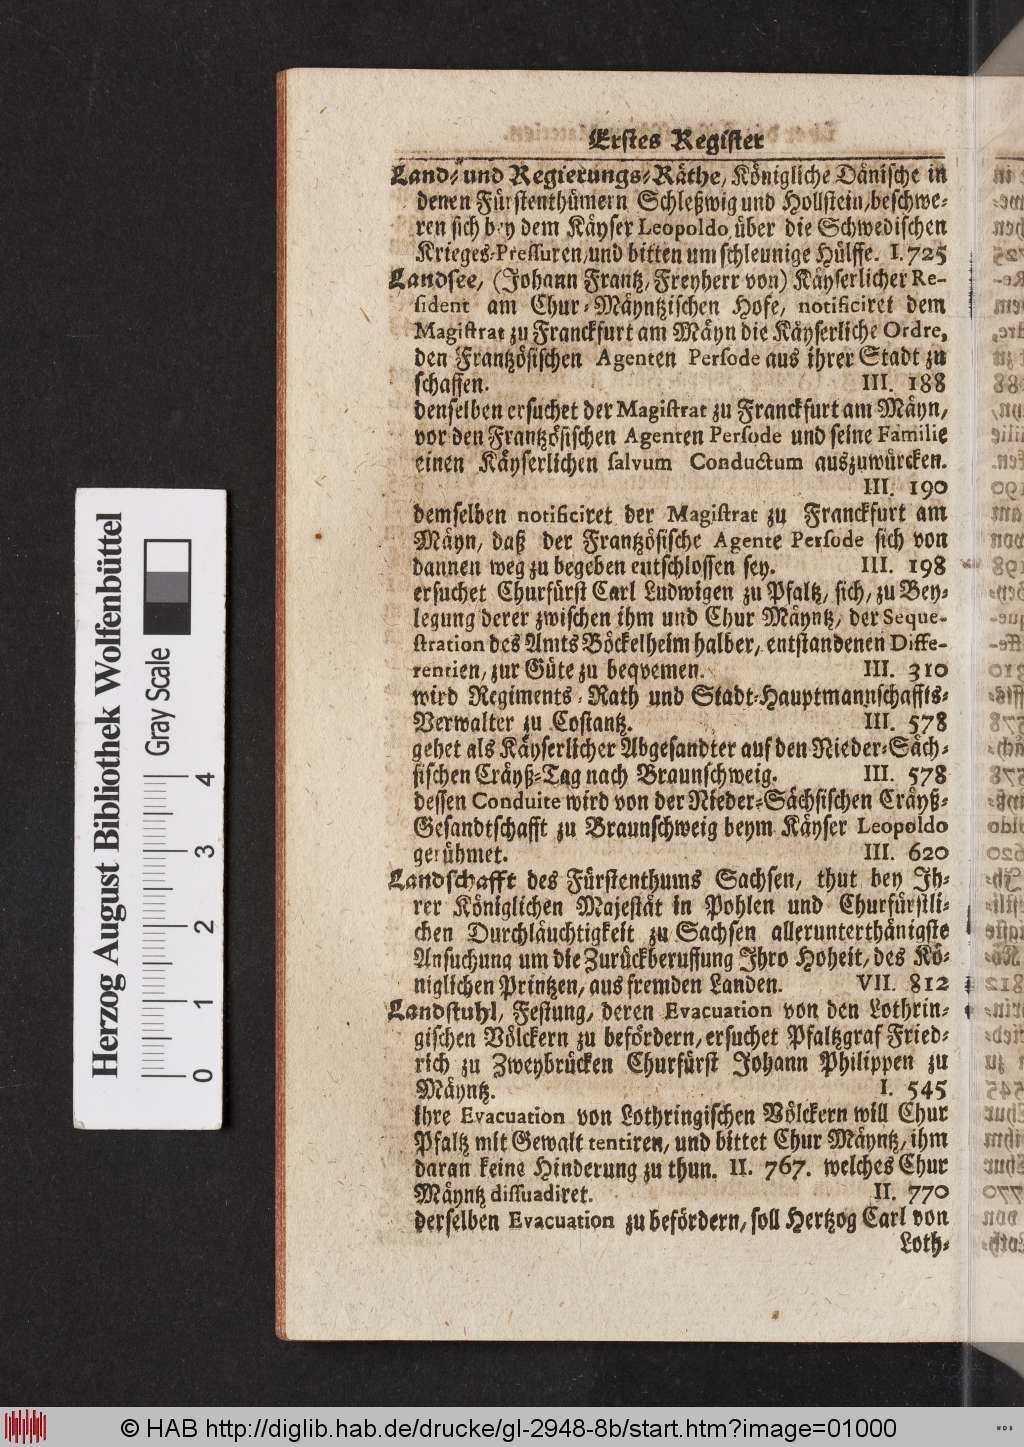 Erstes Register
Land- und Regierungs-Räthe, Königliche Dänische in
denen Fürstenthümern Schleßwig und Hollstein, beschwe-
ren sich bey dem Käyser Leopoldo über die Schwedischen
Krieges-Pressuren, und bitten um schleunige Hülffe. I. 725
Landsee, (Johann Frantz, Freyherr von) Käyserlicher Re-
sident am Chur-Mäyntzischen Hofe, notificiret dem
Magistrat zu Franckfurt am Mäyn die Käyserliche Ordre,
den Frantzösischen Agenten Persode aus ihrer Stadt zu
schaffen. III. 188
denselben ersuchet der Magistrat zu Franckfurt am Mäyn,
vor den Frantzösischen Agenten Persode und seine Familie
einen Käyserlichen salvum Conductum auszuwürcken.
III. 190
demselben notificiret der Magistrat zu Franckfurt am
Mäyn, daß der Frantzösische Agente Persode sich von
dannen weg zu begeben entschlossen sey. III. 198
ersuchet Churfürst Carl Ludwigen zu Pfaltz, sich, zu Bey-
legung derer zwischen ihm und Chur Mäyntz, der Seque-
stration des Amts Böckelheim halber, entstandenen Diffe-
rentien, zur Güte zu beqvemen. III. 310
wird Regiments-Rath und Stadt-Hauptmannschaffts-
Verwalter zu Costantz. III. 578
gehet als Käyserlicher Abgesandter auf den Nieder-Säch-
sischen Cräyß-Tag nach Braunschweig. III. 578
dessen Conduite wird von der Nieder-Sächsischen Cräyß-
Gesandtschafft zu Braunschweig beym Käyser Leopoldo
gerühmet. III. 620
Landschafft des Fürstenthums Sachsen, thut bey Ih-
rer Königlichen Majestät in Pohlen und Churfürstli-
chen Durchläuchtigkeit zu Sachsen allerunterthänigste
Ansuchung um die Zurückberuffung Ihro Hoheit, des Kö-
niglichen Printzen, aus fremden Landen. VII. 812
Landstuhl, Festung, deren Evacuation von den Lothrin-
gischen Völckern zu befördern, ersuchet Pfaltzgraf Fried-
rich zu Zweybrücken Churfürst Johann Philippen zu
Mäyntz. I. 545
ihre Evacuation von Lothringischen Völckern will Chur
Pfaltz mit Gewalt tentiren, und bittet Chur Mäyntz, ihm
daran keine Hinderung zu thun. II. 767. welches Chur
Mäyntz dissuadiret. II. 770
derselben Evacuation zu befördern, soll Hertzog Carl von
Loth-
Herzog August Bibliothek Wolfenbüttel
Gray Scale
0 1 2 3 4
© HAB http://diglib.hab.de/drucke/gl-2948-8b/start.htm?image=01000